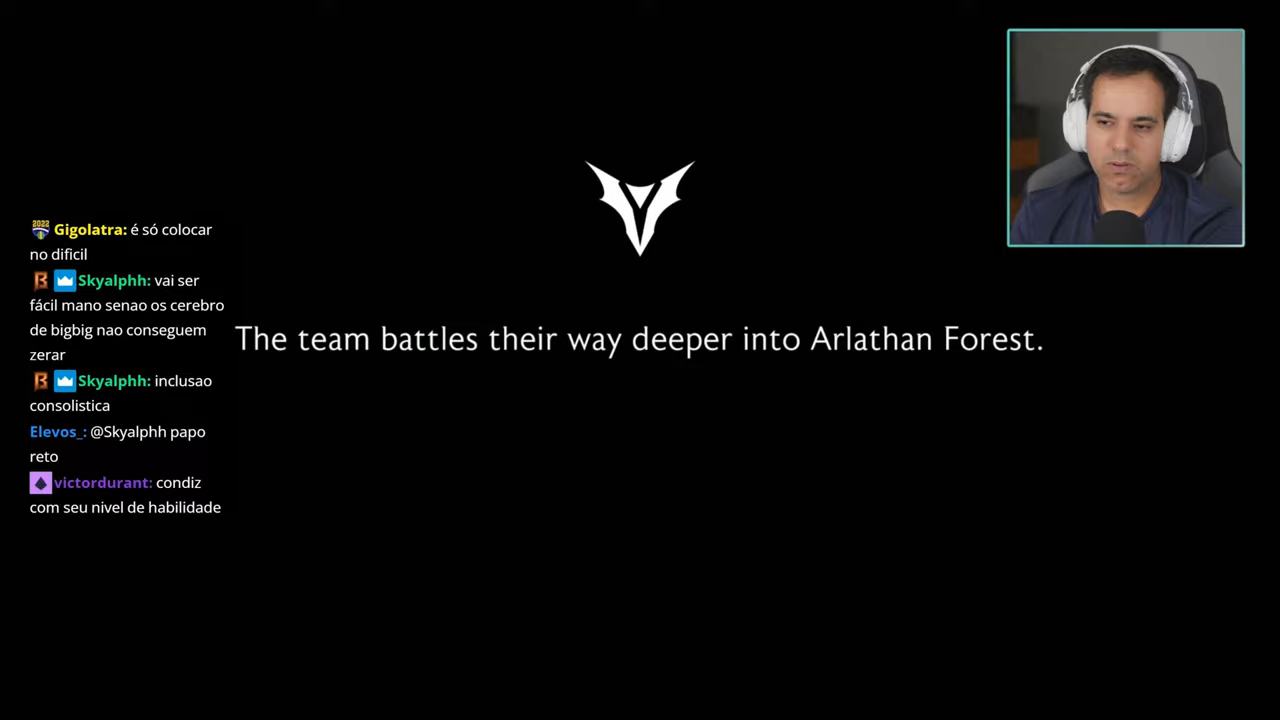 Gigolatra: é só colocar
no dificil
Skyalphh: vai ser
fácil mano senao os cerebro
de bigbig nao conseguem
zerar
Skyalphh: inclusao
consolistica
Elevos_: @Skyalphh papo
reto
victordurant: condiz
com seu nivel de habilidade
The team battles their way deeper into Arlathan Forest.